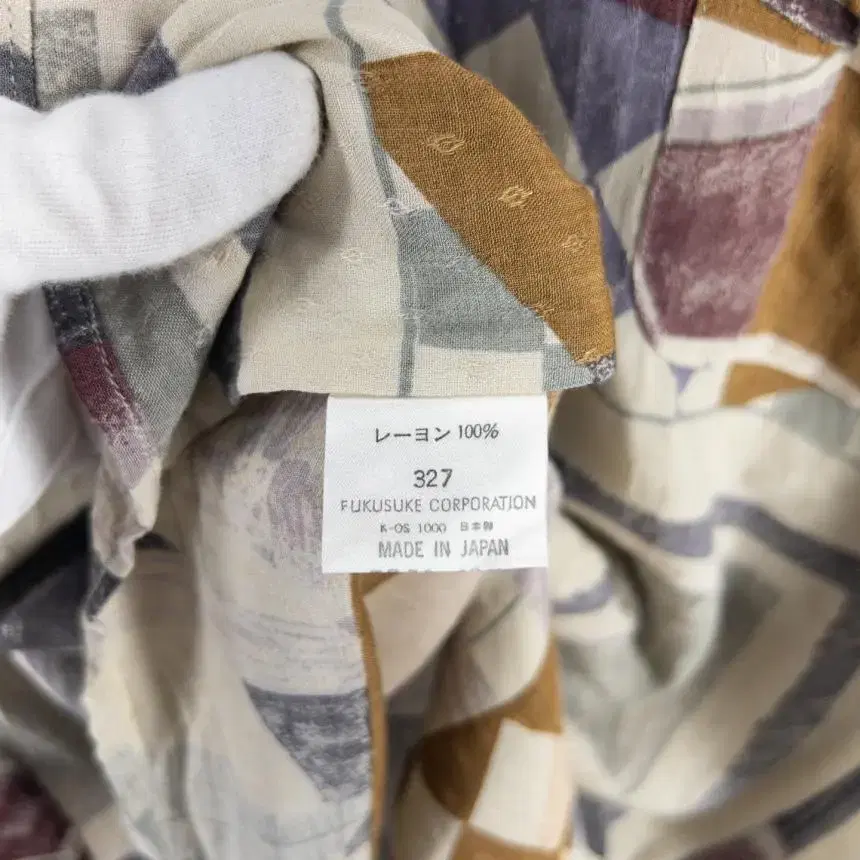 レーヨン 100%
327
FUKUSUKE CORPORATION
K-OS 1000 日本製
MADE IN JAPAN